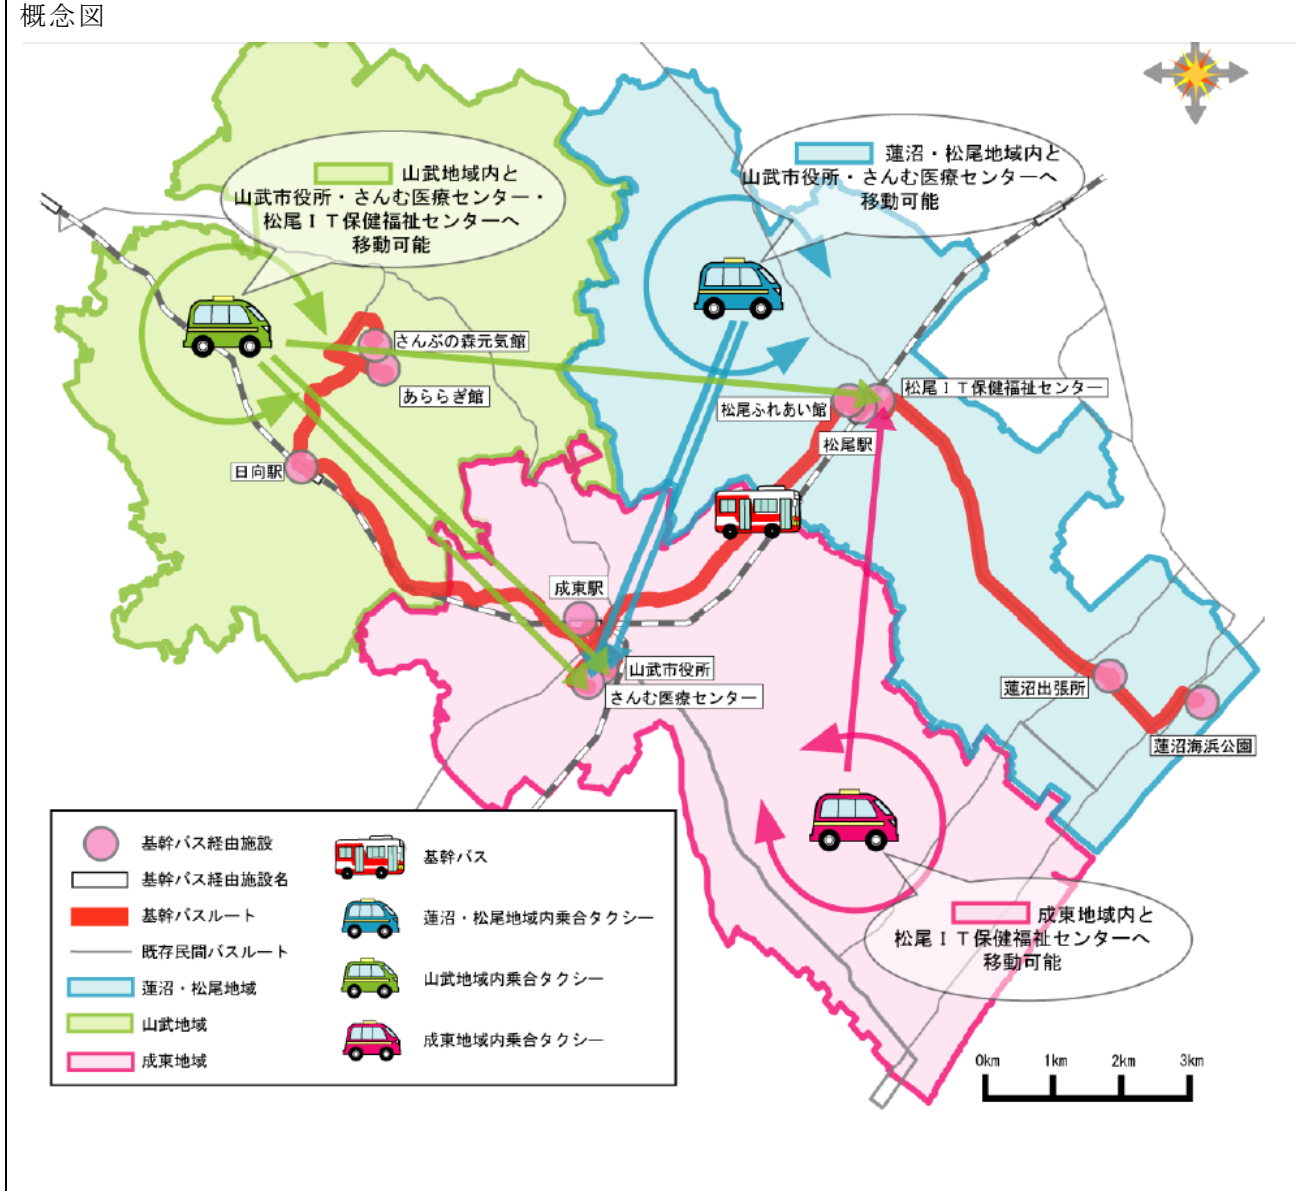 概念図
山武地域内と
山武市役所・さんむ医療センター・
松尾ＩＴ保健福祉センターへ
移動可能
蓮沼・松尾地域内と
山武市役所・さんむ医療センターへ
移動可能
さんぶの森元気館
あららぎ館
松尾ＩＴ保健福祉センター
松尾ふれあい館
松尾駅
日向駅
成東駅
山武市役所
さんむ医療センター
蓮沼出張所
蓮沼海浜公園
成東地域内と
松尾ＩＴ保健福祉センターへ
移動可能
基幹バス経由施設
基幹バス経由施設名
基幹バスルート
既存民間バスルート
蓮沼・松尾地域
山武地域
成東地域
基幹バス
蓮沼・松尾地域内乗合タクシー
山武地域内乗合タクシー
成東地域内乗合タクシー
0km 1km 2km 3km